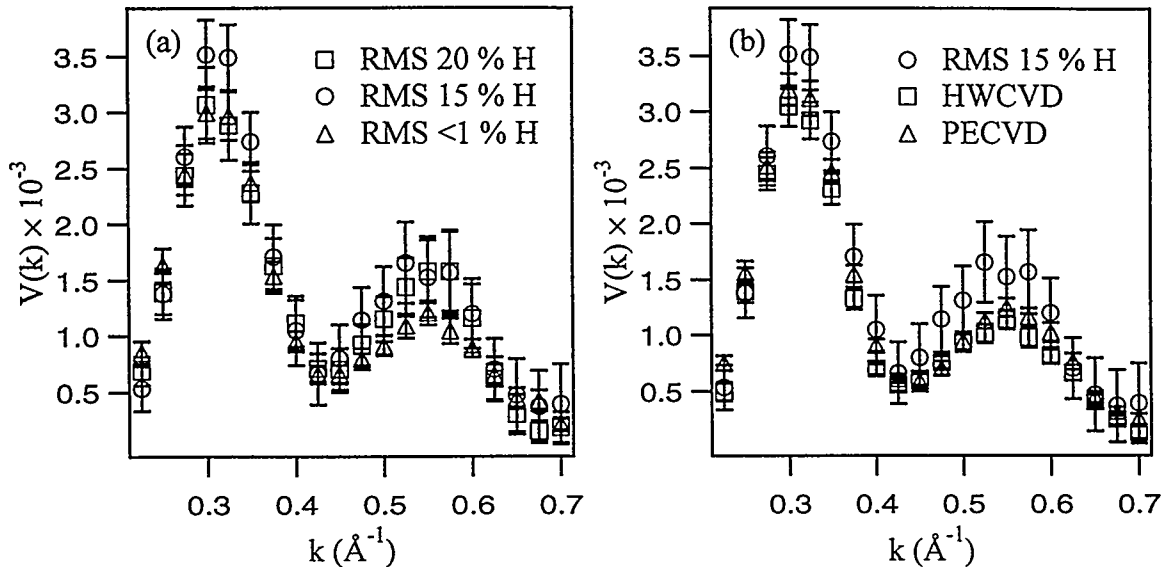 (a)
RMS 20 % H
RMS 15 % H
RMS <1 % H
V(k) × 10⁻³
3.5
3.0
2.5
2.0
1.5
1.0
0.5
0.3 0.4 0.5 0.6 0.7
k (Å⁻¹)
(b)
RMS 15 % H
HWCVD
PECVD
V(k) × 10⁻³
3.5
3.0
2.5
2.0
1.5
1.0
0.5
0.3 0.4 0.5 0.6 0.7
k (Å⁻¹)